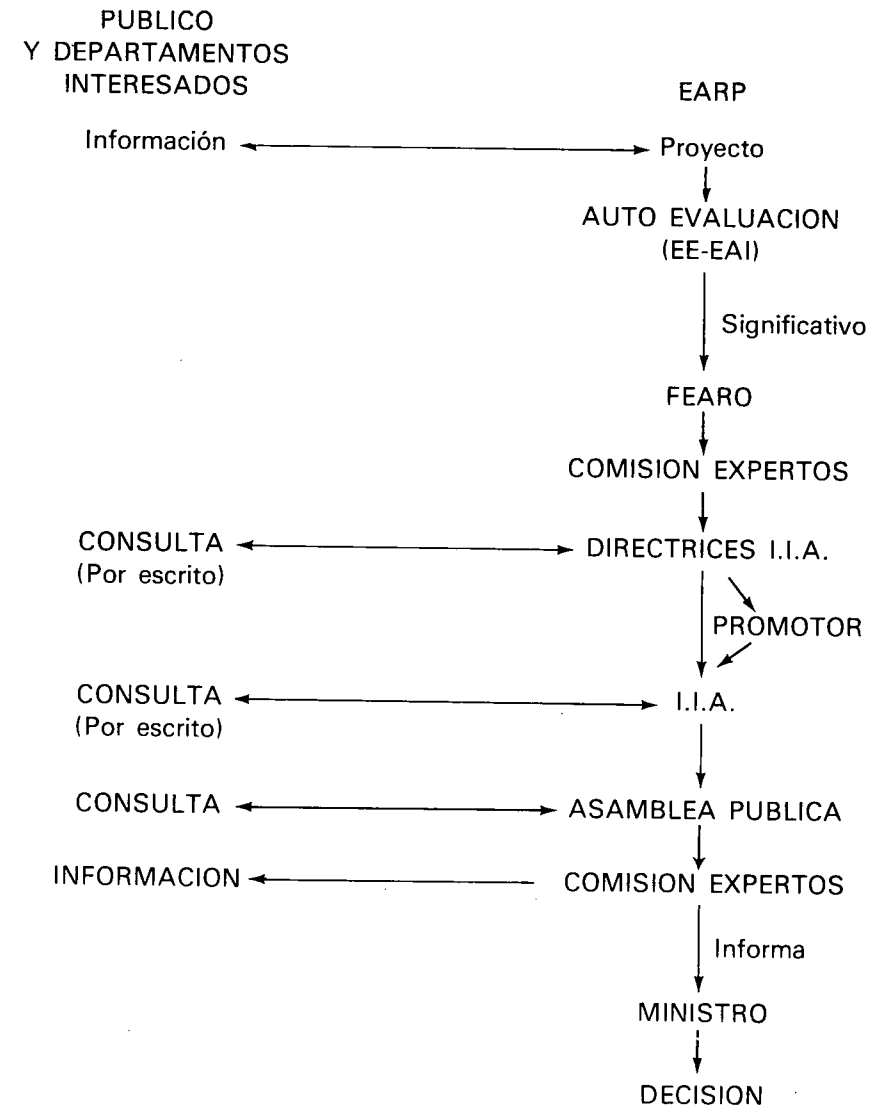 PUBLICO
Y DEPARTAMENTOS
INTERESADOS
EARP
Información
Proyecto
AUTO EVALUACION
(EE-EAI)
Significativo
FEARO
COMISION EXPERTOS
CONSULTA
(Por escrito)
DIRECTRICES I.I.A.
PROMOTOR
CONSULTA
(Por escrito)
I.I.A.
CONSULTA
ASAMBLEA PUBLICA
INFORMACION
COMISION EXPERTOS
Informa
MINISTRO
DECISION